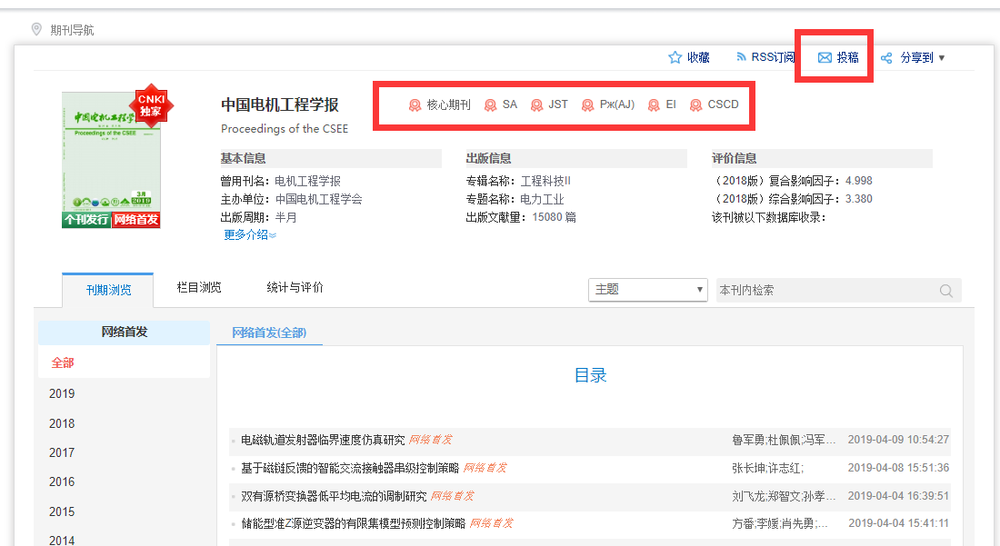 期刊导航
收藏 RSS订阅 投稿 分享到 ▼
CNKI
独家
中国电机工程学报
Proceedings of the CSEE
3月
2019
个刊发行 网络首发
中国电机工程学报 核心期刊 SA JST Pж(AJ) EI CSCD
Proceedings of the CSEE
基本信息 出版信息 评价信息
曾用刊名：电机工程学报 专辑名称：工程科技II （2018版）复合影响因子：4.998
主办单位：中国电机工程学会 专题名称：电力工业 （2018版）综合影响因子：3.380
出版周期：半月 出版文献量：15080 篇 该刊被以下数据库收录：
更多介绍
刊期浏览 栏目浏览 统计与评价 主题 ▼ 本刊内检索
网络首发 网络首发(全部)
全部
目录
2019
2018
2017
2016
2015
2014
电磁轨道发射器临界速度仿真研究 网络首发 鲁军勇;杜佩佩;冯军... 2019-04-09 10:54:27
基于磁链反馈的智能交流接触器串级控制策略 网络首发 张长坤;许志红; 2019-04-08 15:51:36
双有源桥变换器低平均电流的调制研究 网络首发 刘飞龙;郑智文;孙孝... 2019-04-04 16:39:51
储能型准Z源逆变器的有限集模型预测控制策略 网络首发 方番;李媛;肖先勇;... 2019-04-04 15:41:11